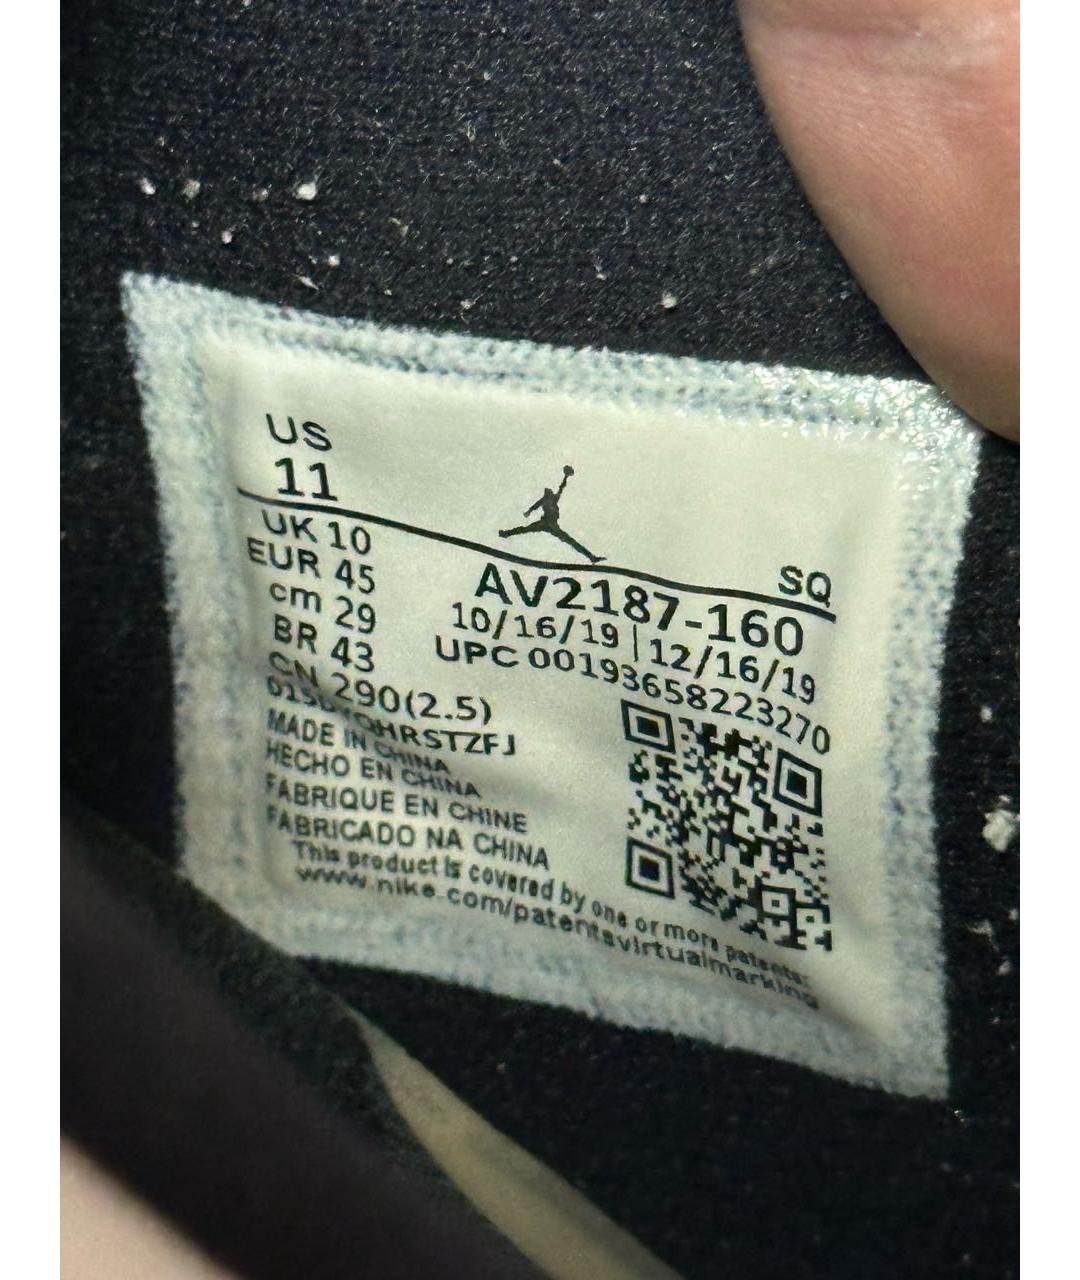 US
11
UK 10
EUR 45
cm 29
BR 43
CN 290(2.5)
SQ
AV2187-160
10/16/19 | 12/16/19
UPC 00193658223270
MADE IN CHINA
HECHO EN CHINA
FABRIQUE EN CHINE
FABRICADO NA CHINA
This product is covered by one or more patents:
www.nike.com/patentsvirtualmarking